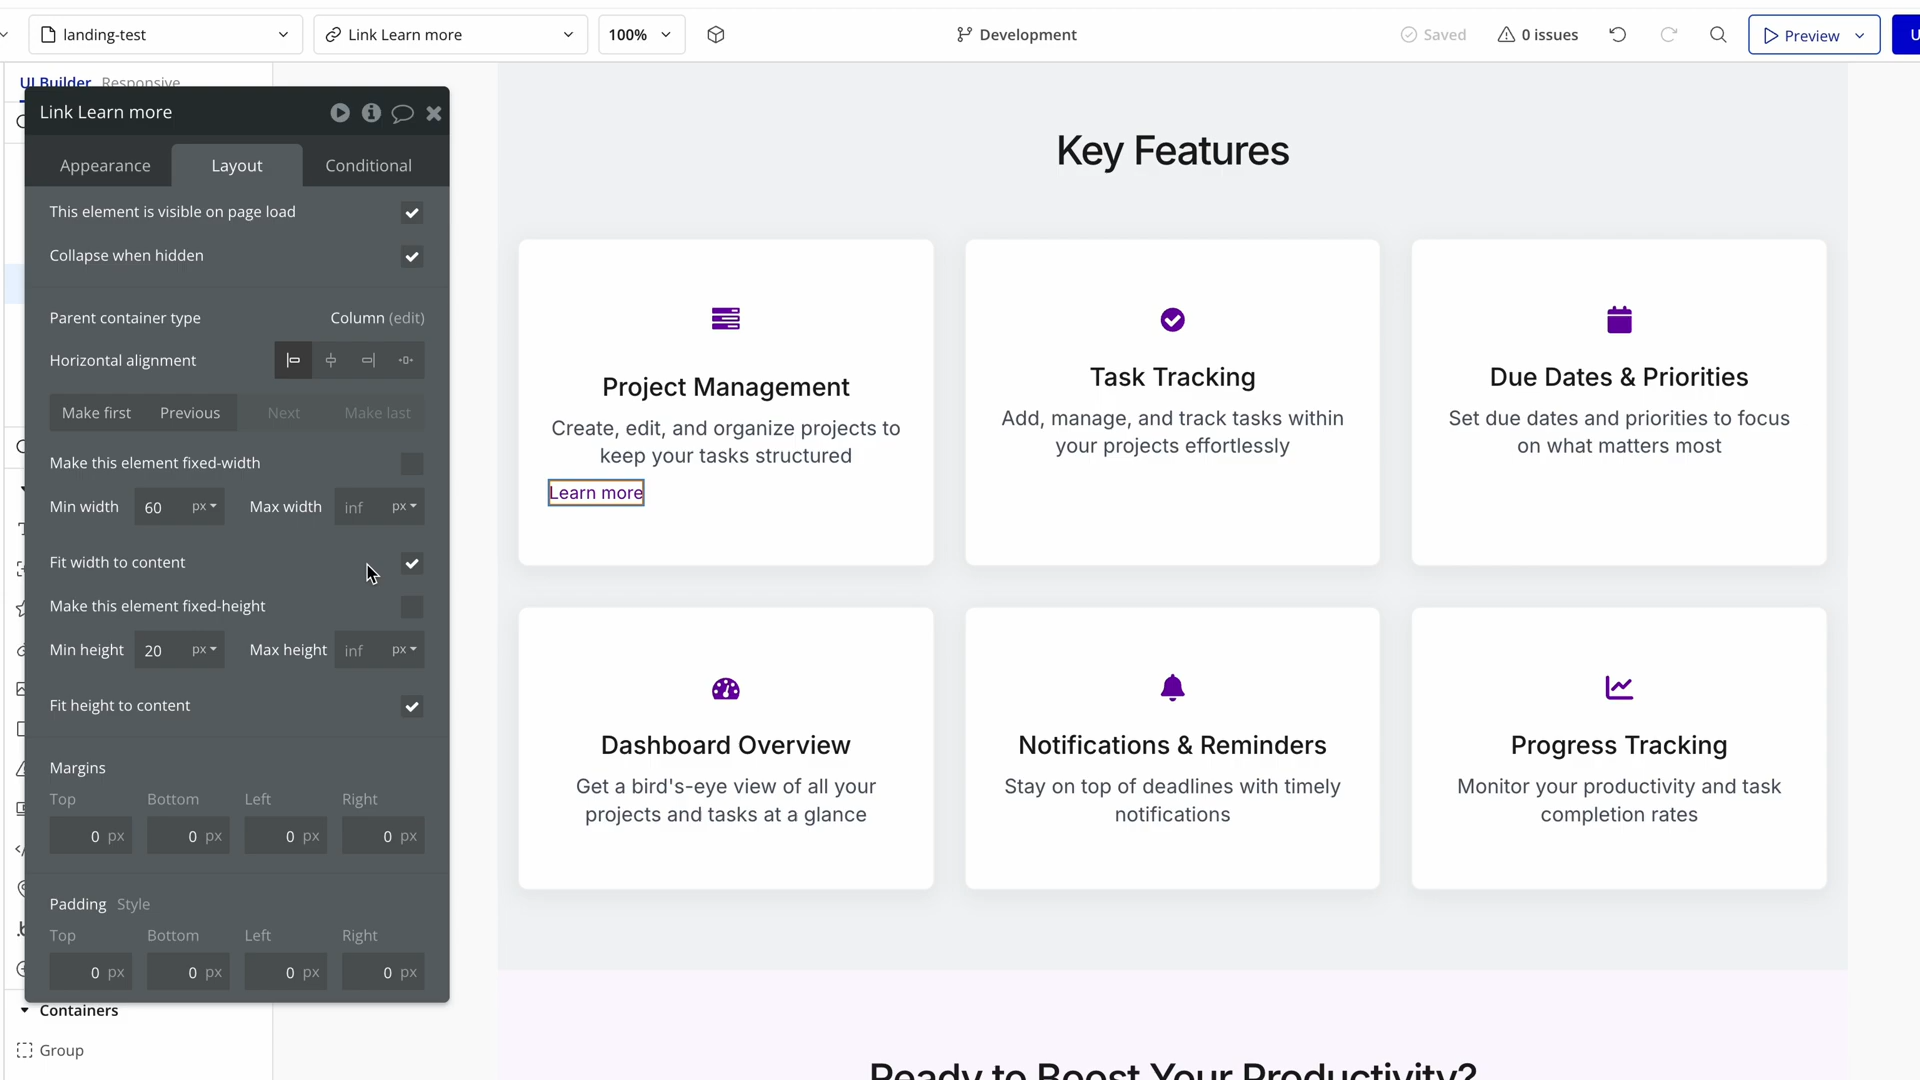 landing-test
Link Learn more
100%
Development
Saved
0 issues
Preview
UI Builder Responsive
Link Learn more
Appearance
Layout
Conditional
This element is visible on page load
Collapse when hidden
Parent container type
Column (edit)
Horizontal alignment
Make first
Previous
Next
Make last
Make this element fixed-width
Min width 60 px
Max width inf px
Fit width to content
Make this element fixed-height
Min height 20 px
Max height inf px
Fit height to content
Margins
Top Bottom Left Right
0 px 0 px 0 px 0 px
Padding Style
Top Bottom Left Right
0 px 0 px 0 px 0 px
Containers
Group
Key Features
Project Management
Create, edit, and organize projects to
keep your tasks structured
Learn more
Task Tracking
Add, manage, and track tasks within
your projects effortlessly
Due Dates & Priorities
Set due dates and priorities to focus
on what matters most
Dashboard Overview
Get a bird's-eye view of all your
projects and tasks at a glance
Notifications & Reminders
Stay on top of deadlines with timely
notifications
Progress Tracking
Monitor your productivity and task
completion rates
Ready to Boost Your Productivity?